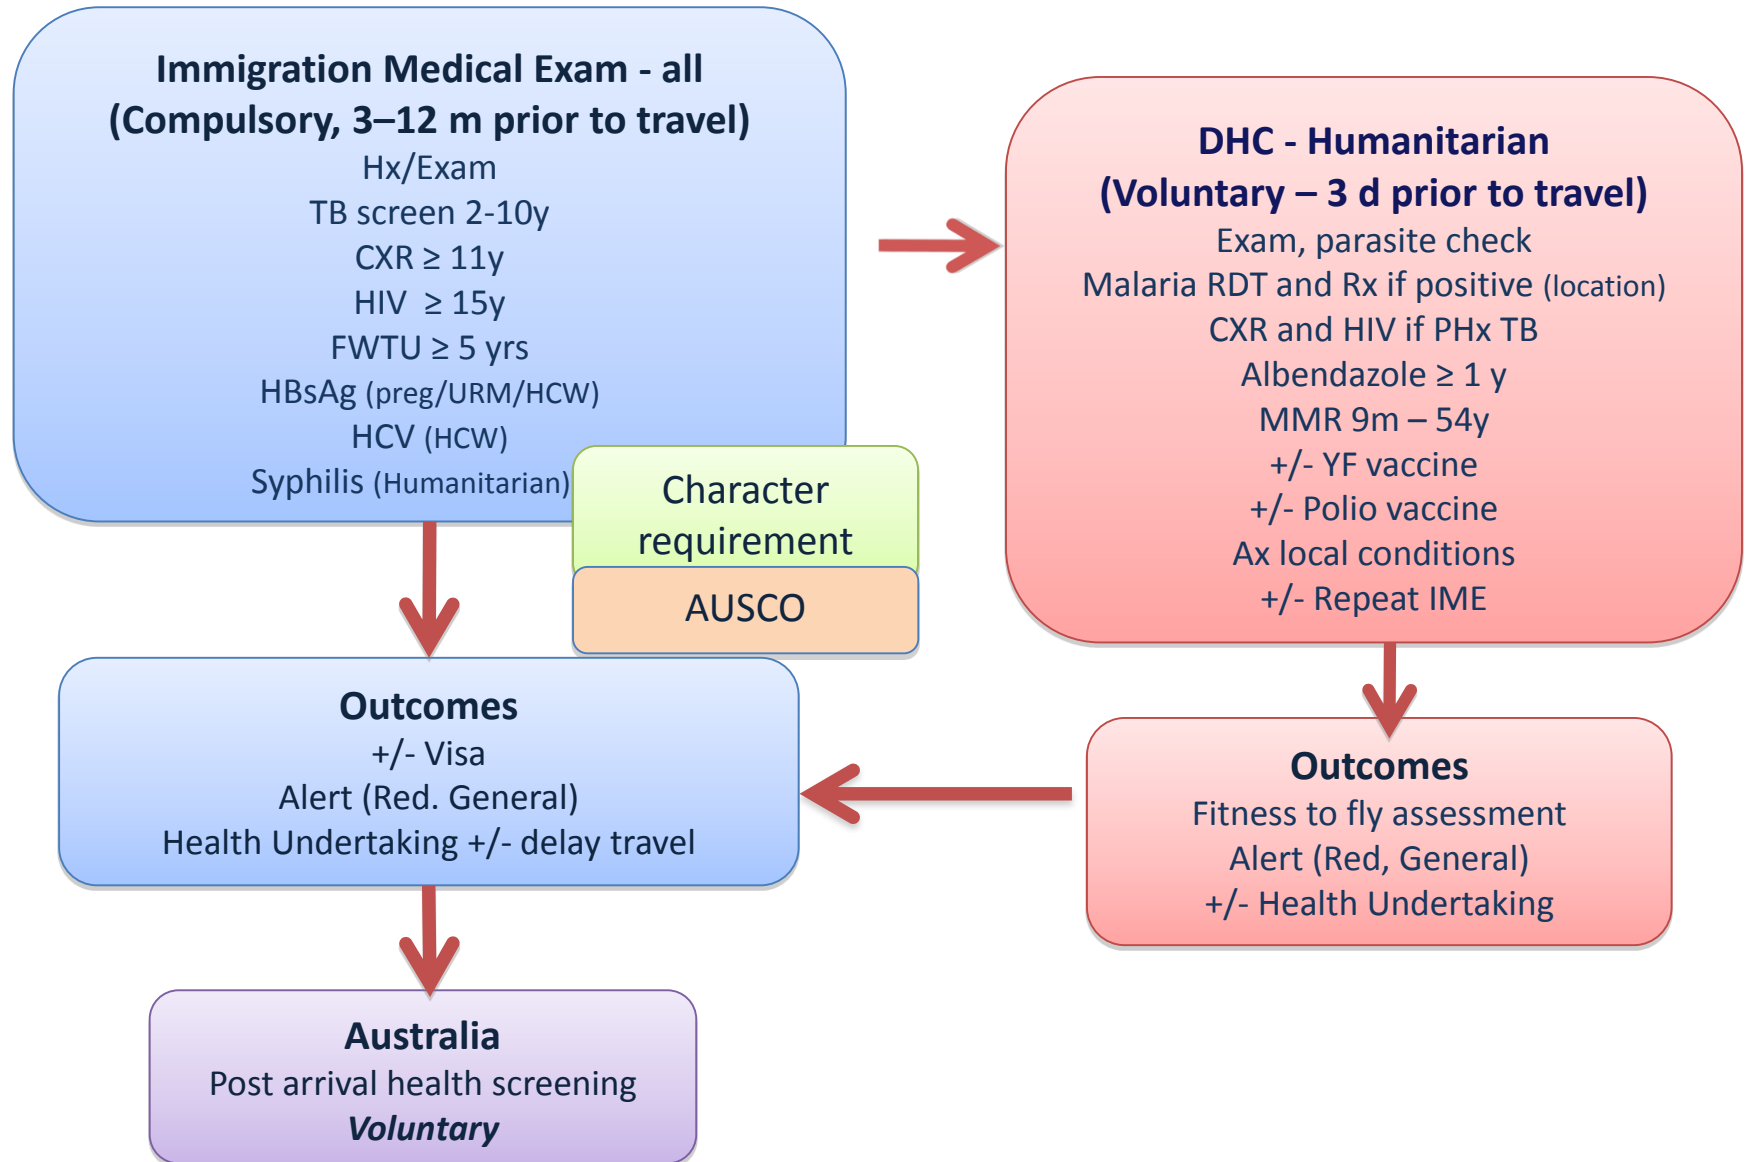 Immigration Medical Exam - all
(Compulsory, 3–12 m prior to travel)
Hx/Exam
TB screen 2-10y
CXR ≥ 11y
HIV ≥ 15y
FWTU ≥ 5 yrs
HBsAg (preg/URM/HCW)
HCV (HCW)
Syphilis (Humanitarian)
Character
requirement
AUSCO
DHC - Humanitarian
(Voluntary – 3 d prior to travel)
Exam, parasite check
Malaria RDT and Rx if positive (location)
CXR and HIV if PHx TB
Albendazole ≥ 1 y
MMR 9m – 54y
+/- YF vaccine
+/- Polio vaccine
Ax local conditions
+/- Repeat IME
Outcomes
+/- Visa
Alert (Red. General)
Health Undertaking +/- delay travel
Outcomes
Fitness to fly assessment
Alert (Red, General)
+/- Health Undertaking
Australia
Post arrival health screening
Voluntary